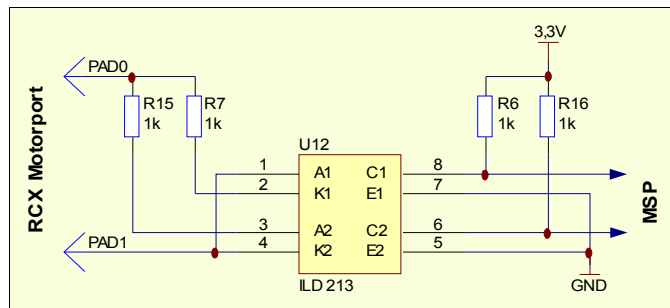 3,3V
PAD0
R15
1k
R7
1k
R6
1k
R16
1k
RCX Motorport
U12
1 A1 C1 8
2 K1 E1 7
3 A2 C2 6
4 K2 E2 5
MSP
PAD1
ILD 213
GND